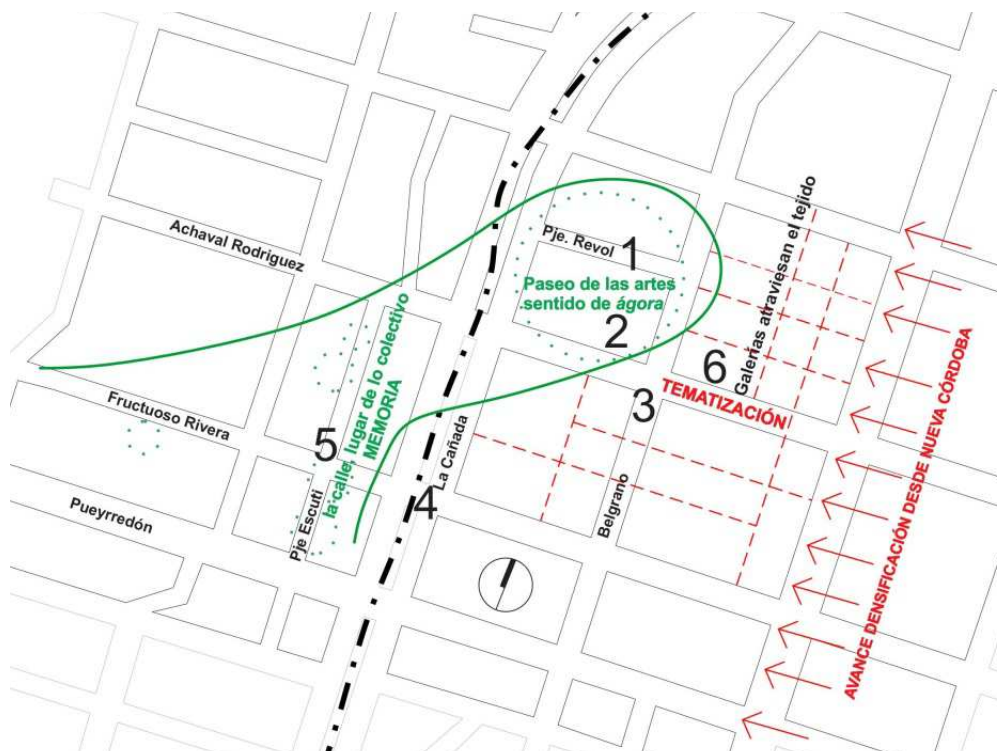 Achaval Rodriguez
Pje. Revol
1
Paseo de las artes
sentido de ágora
2
Galerías atraviesan el tejido
6
TEMATIZACIÓN
3
la calle, lugar de lo colectivo
MEMORIA
Fructuoso Rivera
5
La Cañada
4
Pueyrredón
Pje Escuti
Belgrano
AVANCE DENSIFICACIÓN DESDE NUEVA CÓRDOBA